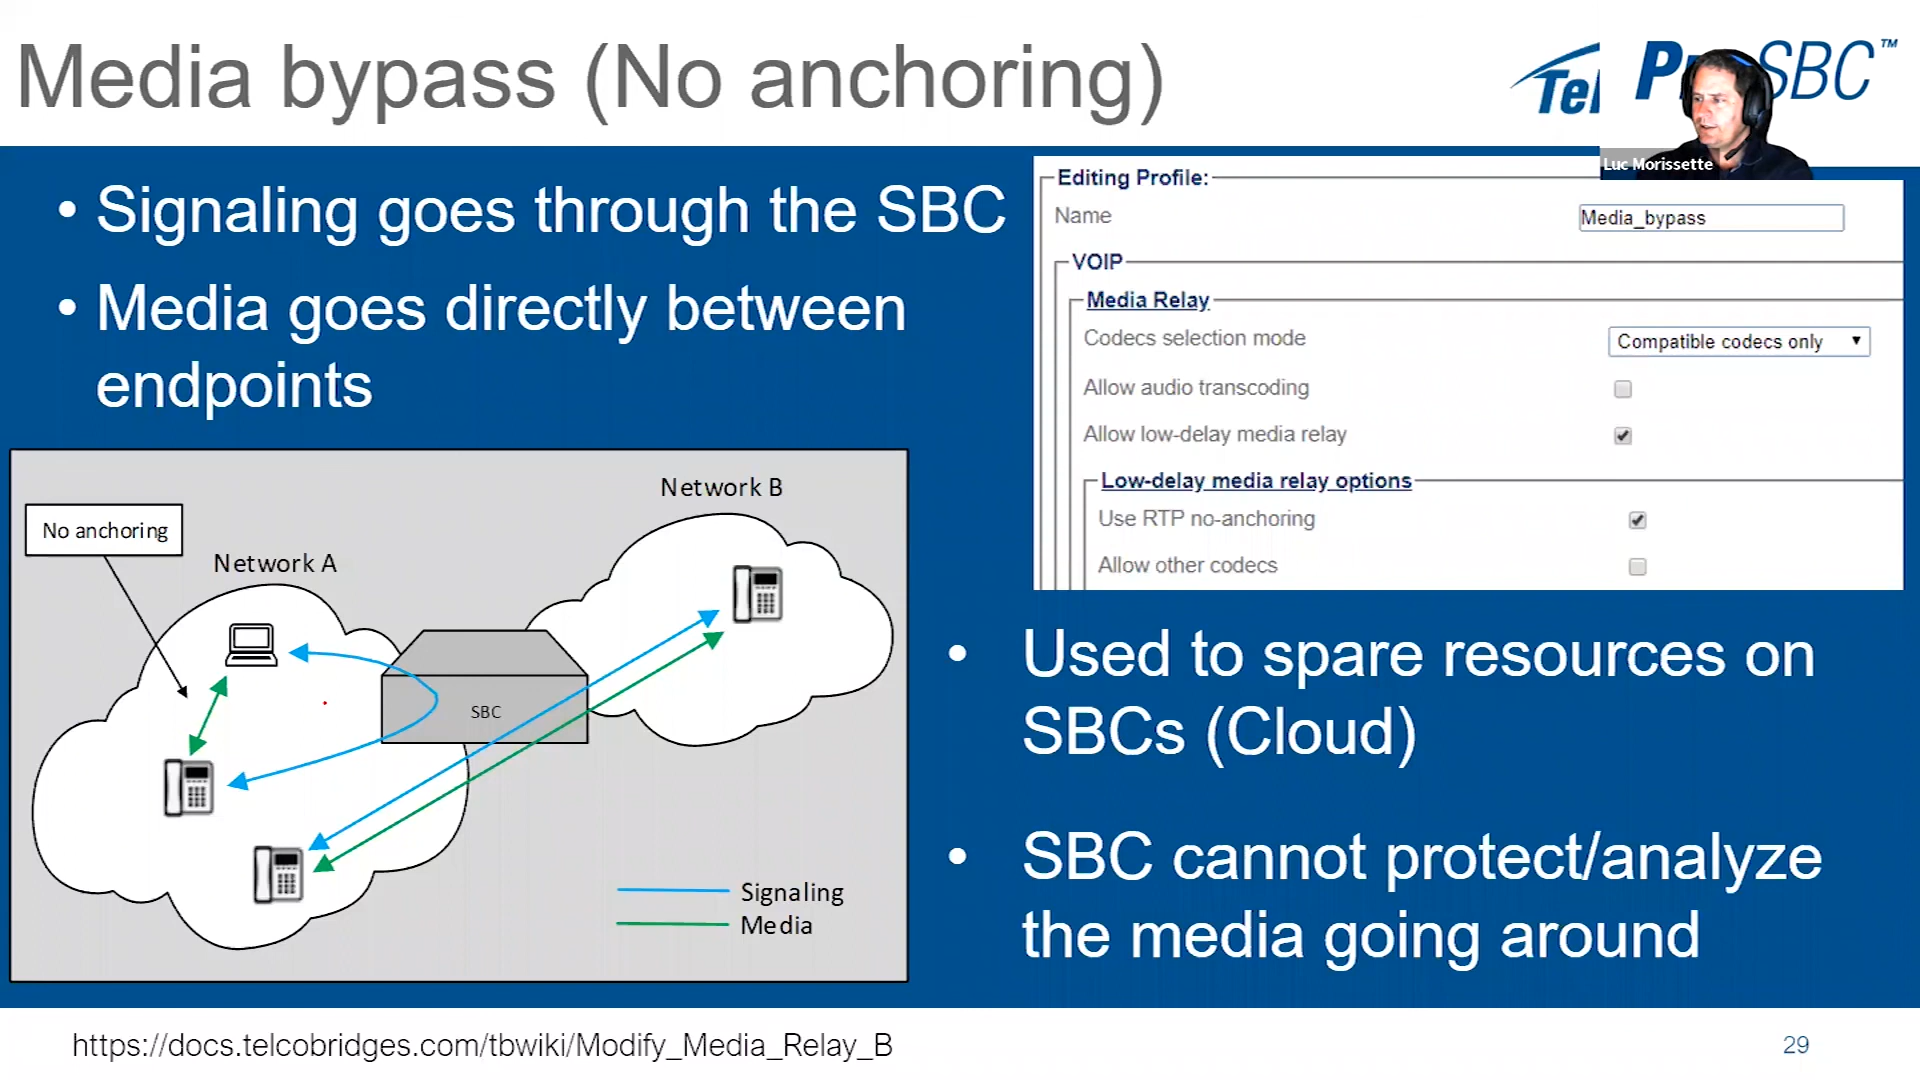 Media bypass (No anchoring)
Tel
SBC™
Luc Morissette
• Signaling goes through the SBC
• Media goes directly between
endpoints
Editing Profile:
Name
Media_bypass
VOIP
Media Relay
Codecs selection mode
Compatible codecs only
Allow audio transcoding
Allow low-delay media relay
Low-delay media relay options
Use RTP no-anchoring
Allow other codecs
No anchoring
Network A
Network B
SBC
Signaling
Media
• Used to spare resources on
SBCs (Cloud)
• SBC cannot protect/analyze
the media going around
https://docs.telcobridges.com/tbwiki/Modify_Media_Relay_B
29